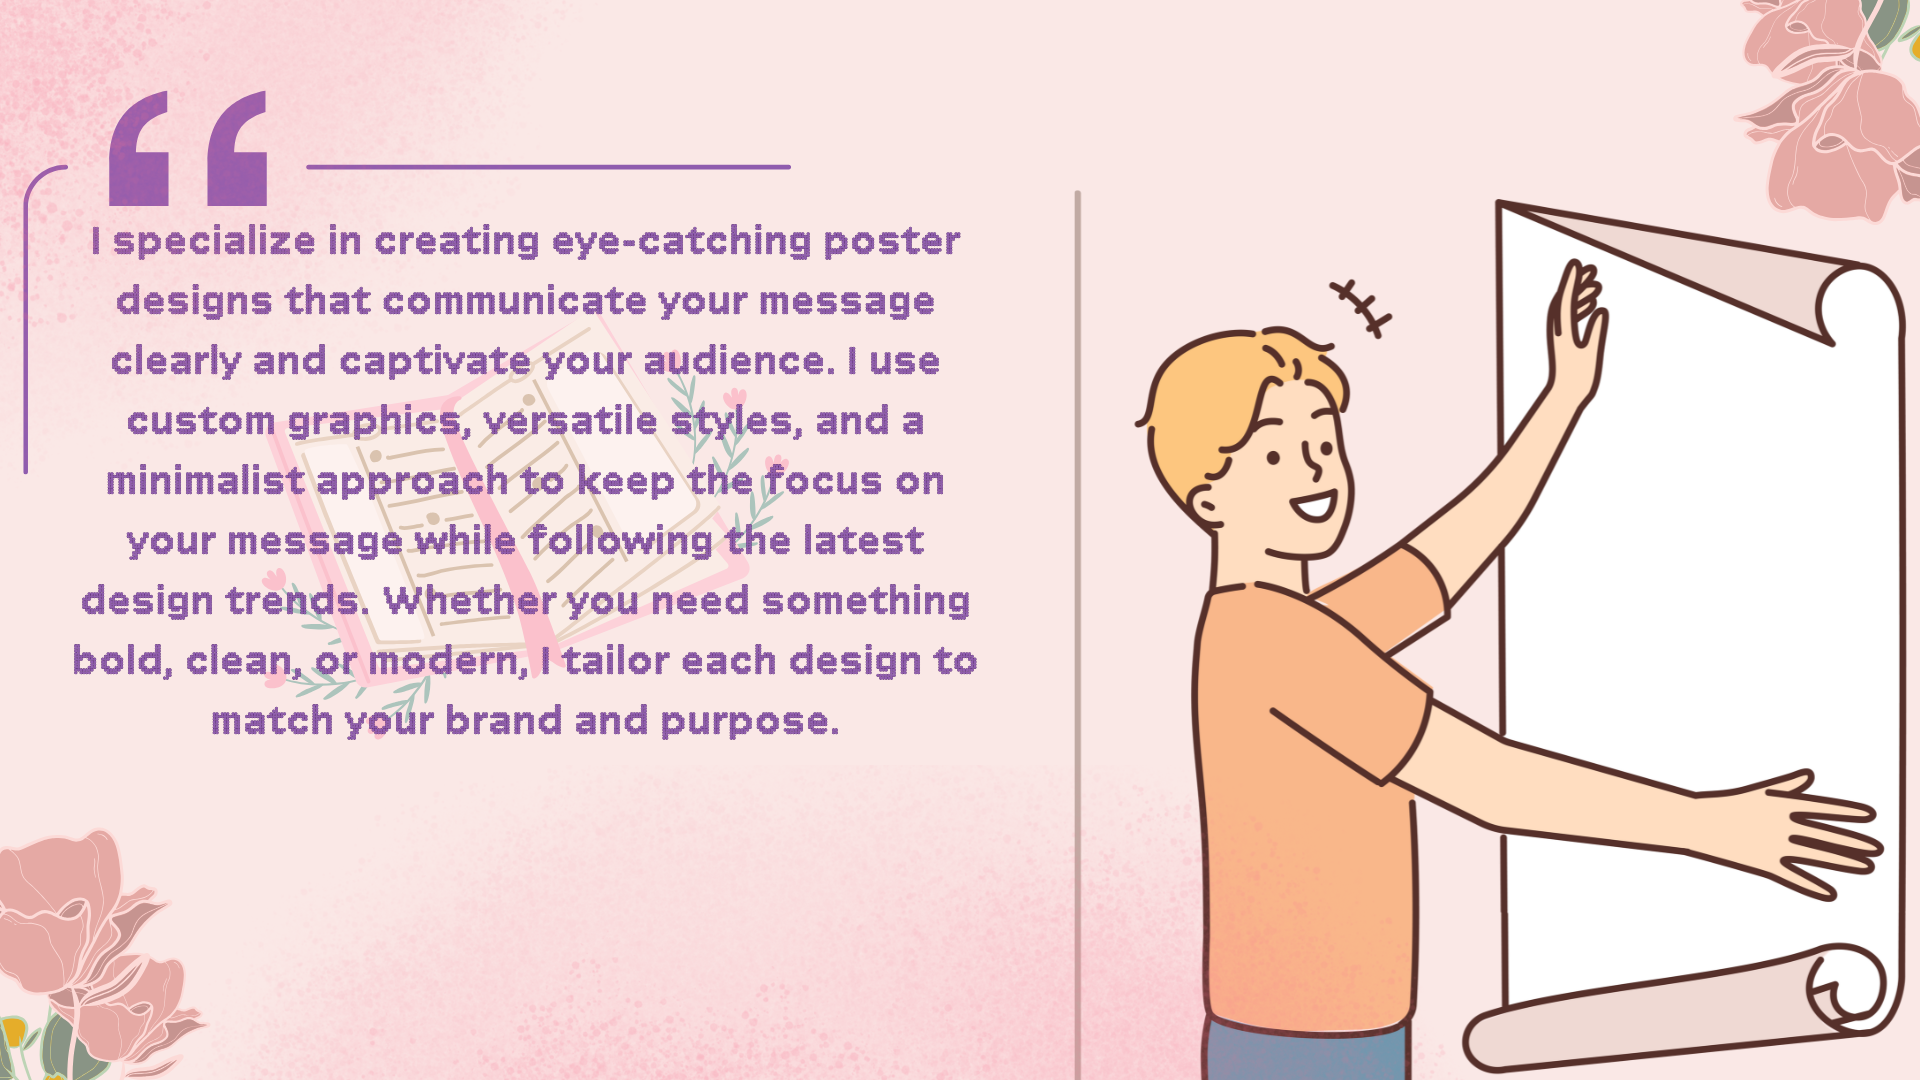 I specialize in creating eye-catching poster
designs that communicate your message
clearly and captivate your audience. I use
custom graphics, versatile styles, and a
minimalist approach to keep the focus on
your message while following the latest
design trends. Whether you need something
bold, clean, or modern, I tailor each design to
match your brand and purpose.